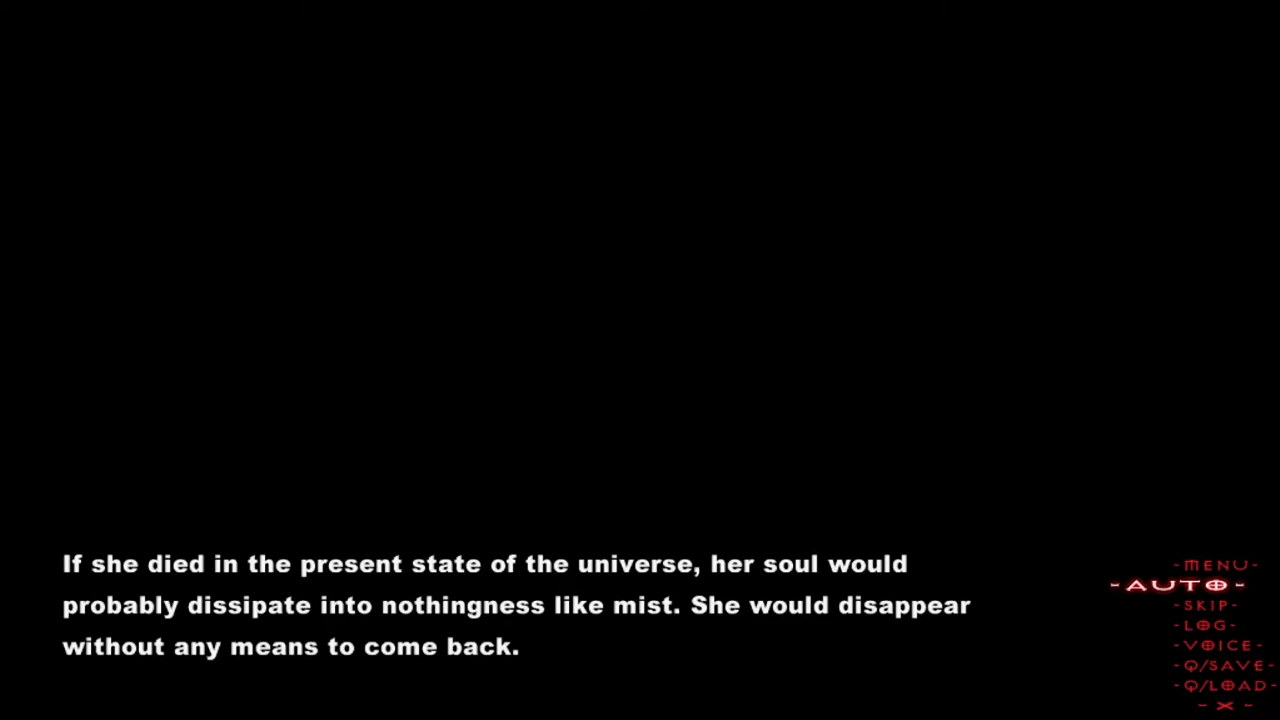 If she died in the present state of the universe, her soul would
probably dissipate into nothingness like mist. She would disappear
without any means to come back.
-MENU-
-AUTO-
-SKIP-
-LOG-
-VOICE-
-Q/SAVE-
-Q/LOAD-
-X-